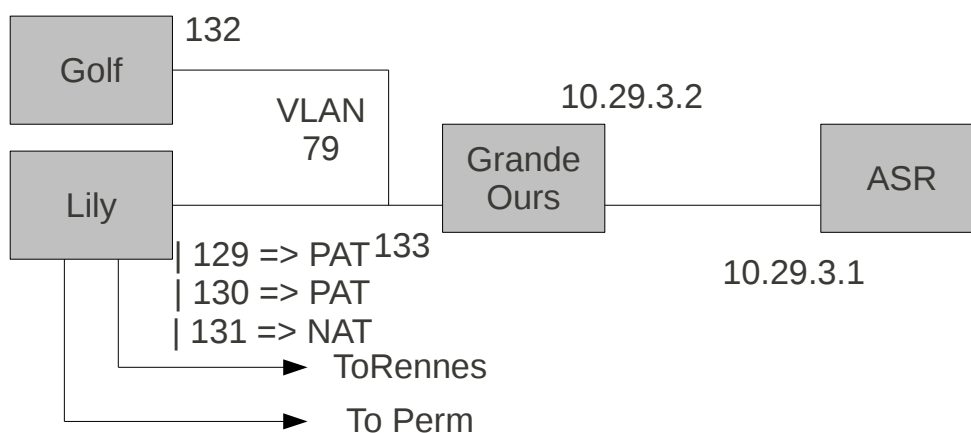 132
Golf
VLAN
79
10.29.3.2
Grande
Ours
ASR
Lily
133
| 129 => PAT
| 130 => PAT
| 131 => NAT
10.29.3.1
ToRennes
To Perm